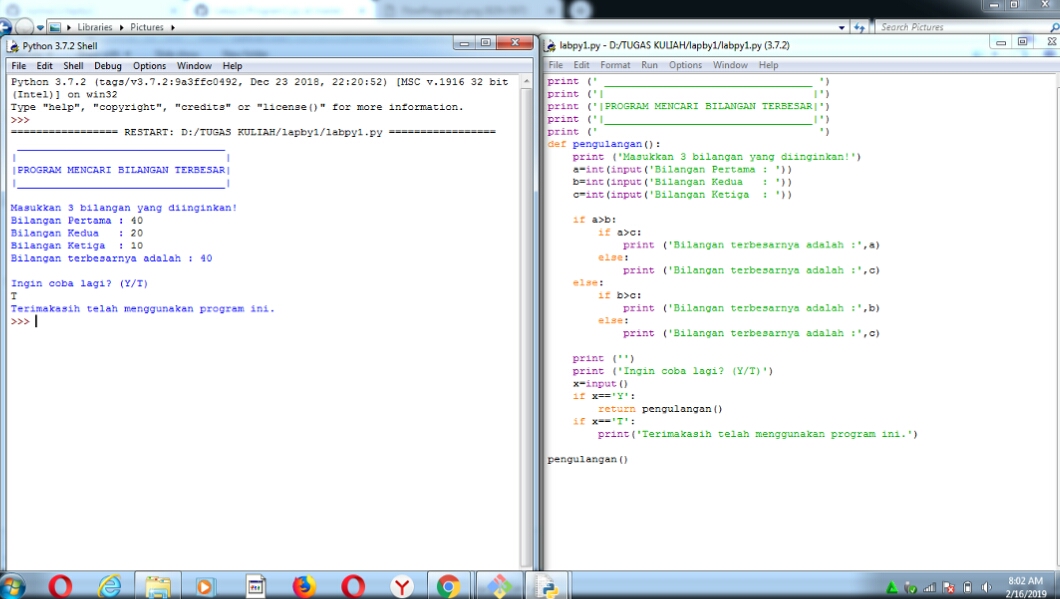 Libraries
Pictures
Search Pictures
Python 3.7.2 Shell
File Edit Shell Debug Options Window Help
Python 3.7.2 (tags/v3.7.2:9a3ffc0492, Dec 23 2018, 22:20:52) [MSC v.1916 32 bit
(Intel)] on win32
Type "help", "copyright", "credits" or "license()" for more information.
>>>
================= RESTART: D:/TUGAS KULIAH/lapby1/labpy1.py =================
 _________________________________
|                                 |
|PROGRAM MENCARI BILANGAN TERBESAR|
|_________________________________|
Masukkan 3 bilangan yang diinginkan!
Bilangan Pertama : 40
Bilangan Kedua   : 20
Bilangan Ketiga  : 10
Bilangan terbesarnya adalah : 40
Ingin coba lagi? (Y/T)
T
Terimakasih telah menggunakan program ini.
>>>
labpy1.py - D:/TUGAS KULIAH/lapby1/labpy1.py (3.7.2)
File Edit Format Run Options Window Help
print (' _________________________________ ')
print ('|                                 |')
print ('|PROGRAM MENCARI BILANGAN TERBESAR|')
print ('|_________________________________|')
print ('                                   ')
def pengulangan():
    print ('Masukkan 3 bilangan yang diinginkan!')
    a=int(input('Bilangan Pertama : '))
    b=int(input('Bilangan Kedua   : '))
    c=int(input('Bilangan Ketiga  : '))
    if a>b:
        if a>c:
            print ('Bilangan terbesarnya adalah :',a)
        else:
            print ('Bilangan terbesarnya adalah :',c)
    else:
        if b>c:
            print ('Bilangan terbesarnya adalah :',b)
        else:
            print ('Bilangan terbesarnya adalah :',c)
    print ('')
    print ('Ingin coba lagi? (Y/T)')
    x=input()
    if x=='Y':
        return pengulangan()
    if x=='T':
        print('Terimakasih telah menggunakan program ini.')
pengulangan()
8:02 AM
2/16/2019